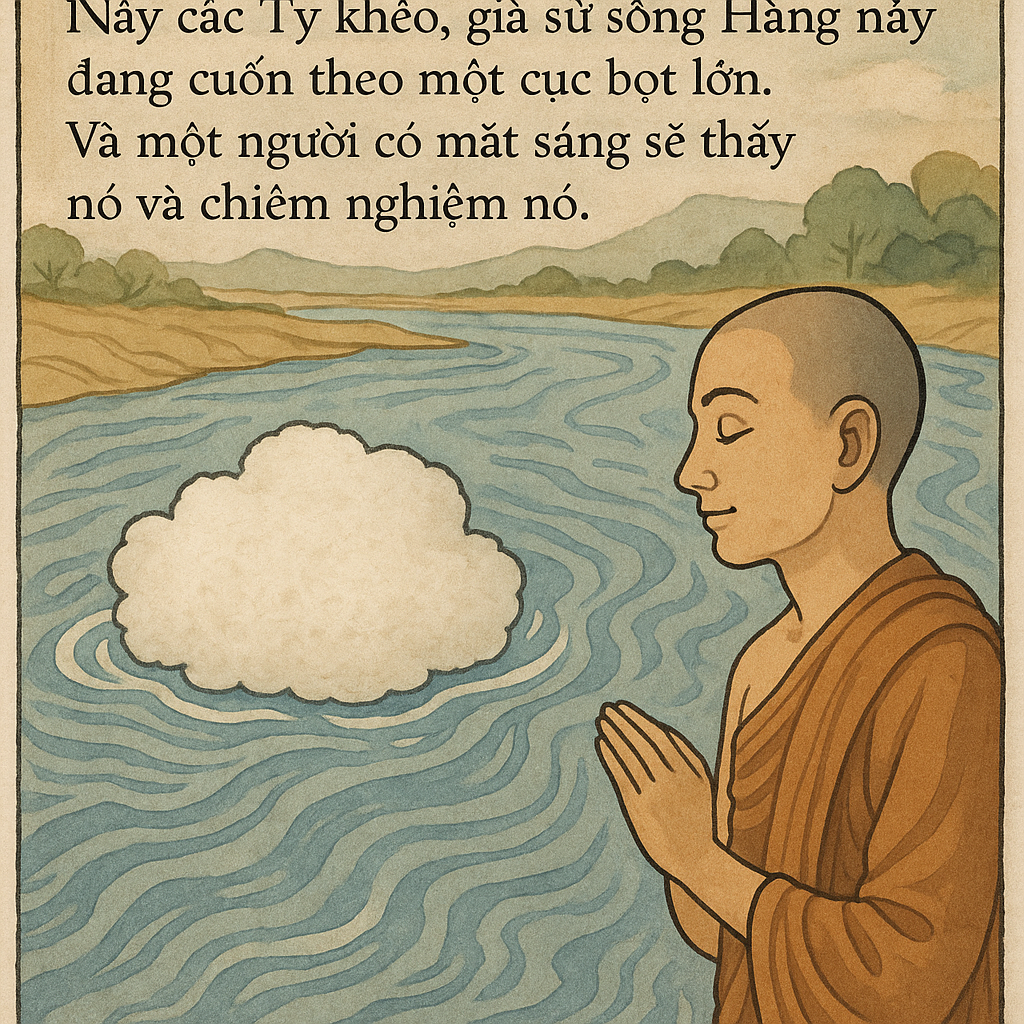 Này các Tỳ kheo, giả sử sông Hằng này
đang cuốn theo một cục bọt lớn.
Và một người có mắt sáng sẽ thấy
nó và chiêm nghiệm nó.